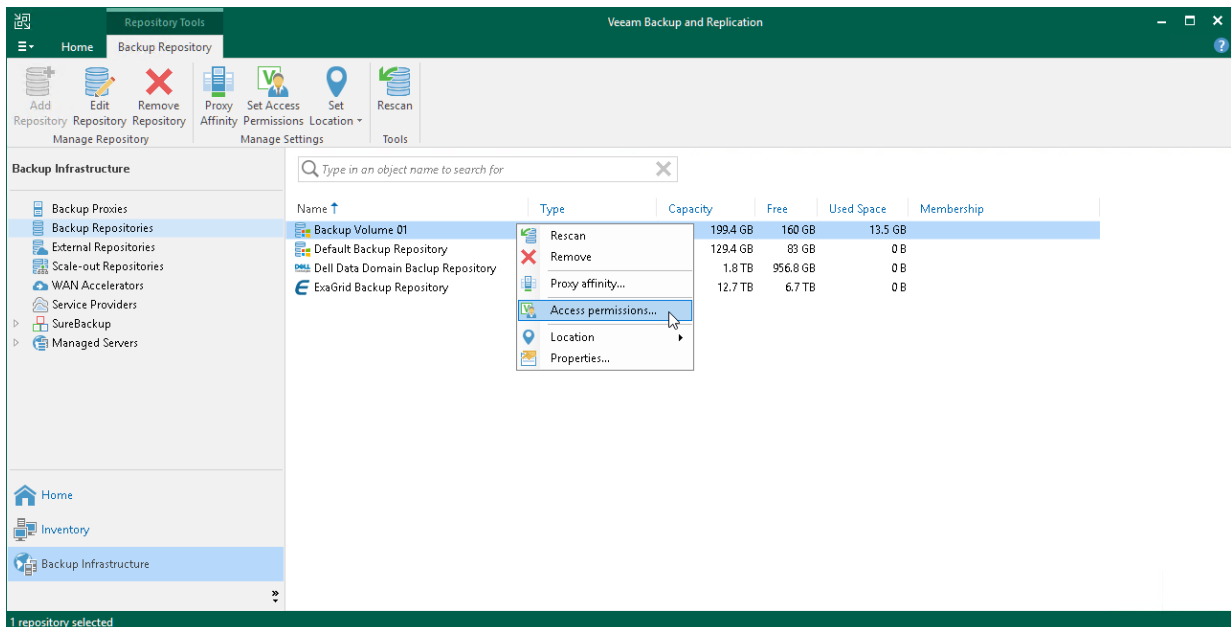 Repository Tools
Veeam Backup and Replication
Home
Backup Repository
Add Repository
Edit Repository
Remove Repository
Proxy Affinity
Set Access Permissions
Set Location
Rescan
Manage Repository
Manage Settings
Tools
Backup Infrastructure
Type in an object name to search for
Backup Proxies
Backup Repositories
External Repositories
Scale-out Repositories
WAN Accelerators
Service Providers
SureBackup
Managed Servers
Name Type Capacity Free Used Space Membership
Backup Volume 01 199.4 GB 160 GB 13.5 GB
Default Backup Repository 129.4 GB 83 GB 0 B
DELL Dell Data Domain Baclup Repository 1.8 TB 956.8 GB 0 B
ExaGrid Backup Repository 12.7 TB 6.7 TB 0 B
Rescan
Remove
Proxy affinity...
Access permissions...
Location
Properties...
Home
Inventory
Backup Infrastructure
1 repository selected